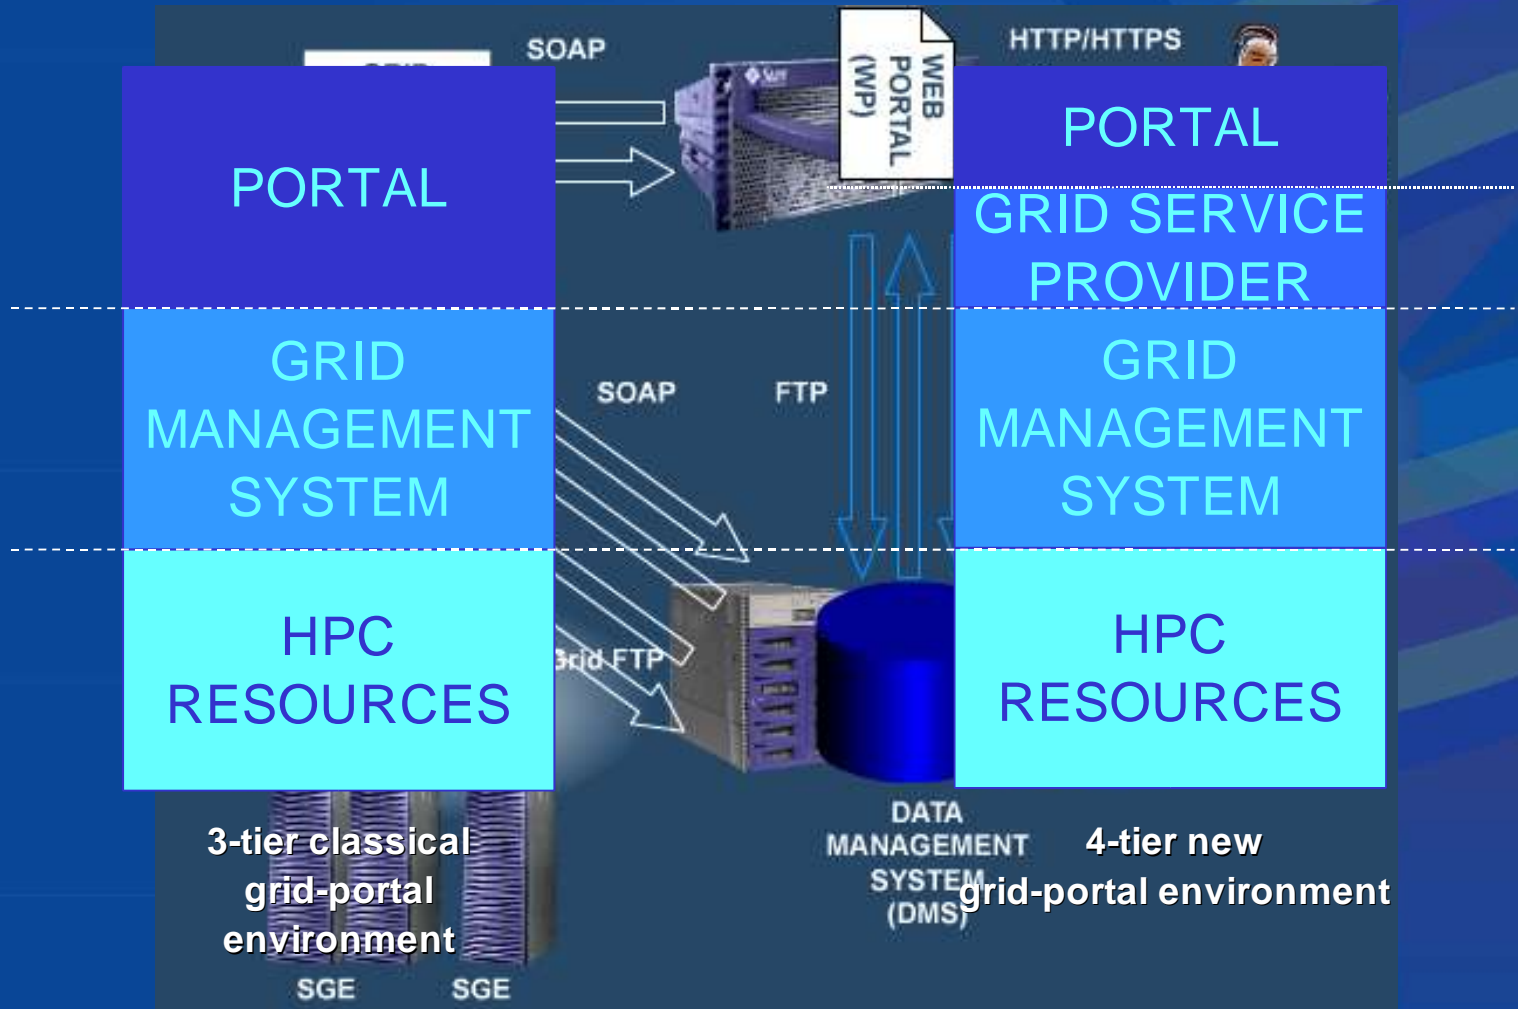 SOAP
HTTP/HTTPS
Sun
WEB
PORTAL
(WP)
PORTAL
PORTAL
GRID SERVICE
PROVIDER
GRID
MANAGEMENT
SYSTEM
SOAP
FTP
GRID
MANAGEMENT
SYSTEM
HPC
RESOURCES
Grid FTP
HPC
RESOURCES
3-tier classical
grid-portal
environment
DATA
MANAGEMENT
SYSTEM
(DMS)
4-tier new
grid-portal environment
SGE
SGE